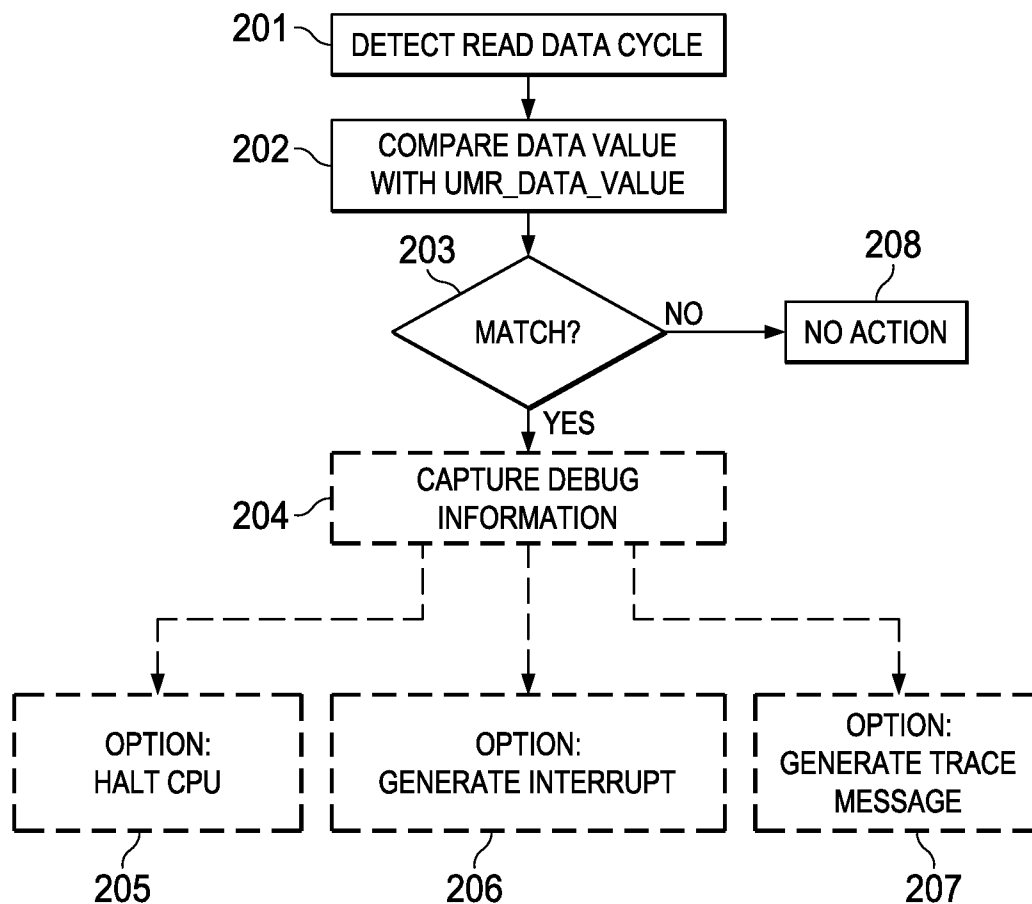 201
DETECT READ DATA CYCLE
202
COMPARE DATA VALUE
WITH UMR_DATA_VALUE
203
MATCH?
NO
208
NO ACTION
YES
204
CAPTURE DEBUG
INFORMATION
OPTION:
HALT CPU
205
OPTION:
GENERATE INTERRUPT
206
OPTION:
GENERATE TRACE
MESSAGE
207